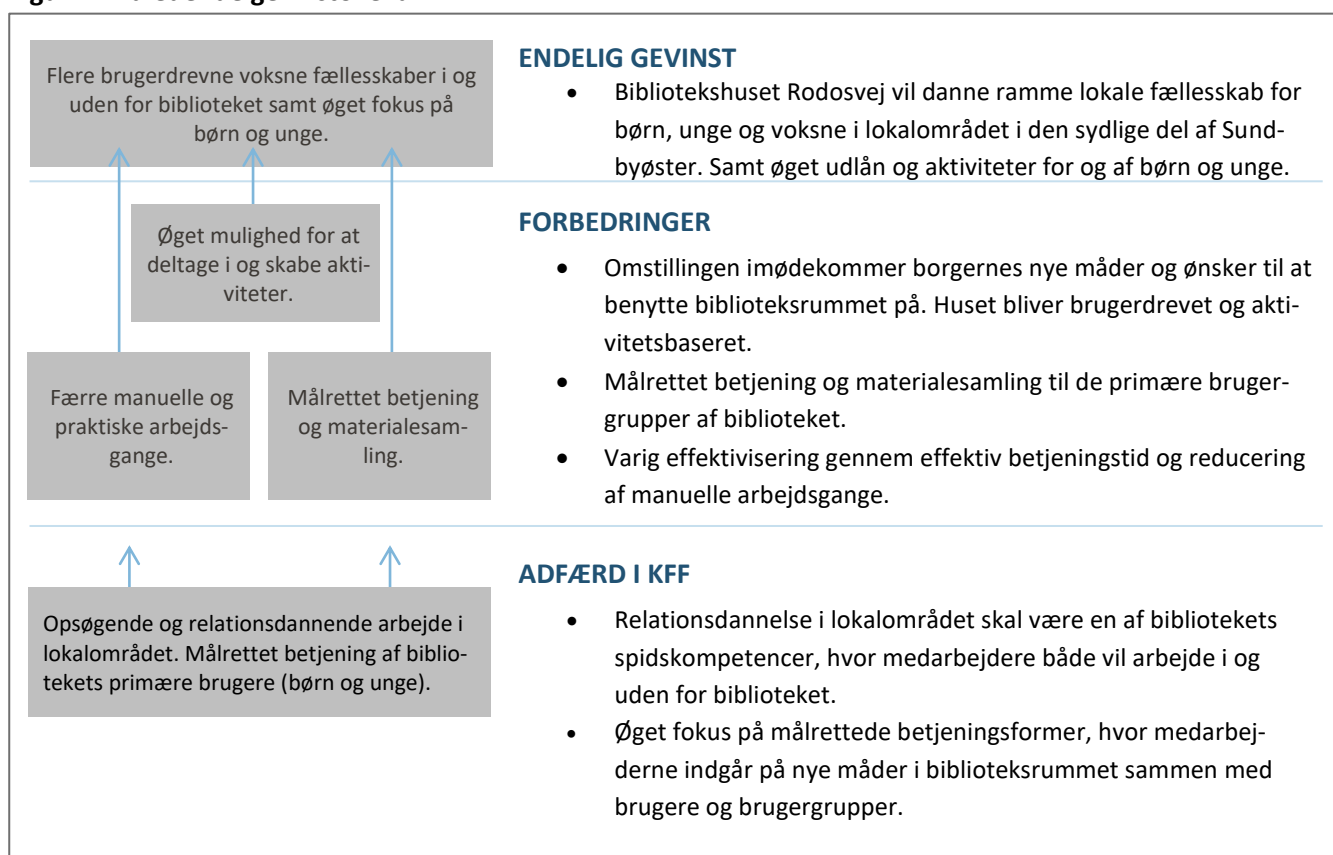 Flere brugerdrevne voksne fællesskaber i og
uden for biblioteket samt øget fokus på
børn og unge.
ENDELIG GEVINST
• Bibliotekshuset Rodosvej vil danne ramme lokale fællesskab for
børn, unge og voksne i lokalområdet i den sydlige del af Sund-
byøster. Samt øget udlån og aktiviteter for og af børn og unge.
Øget mulighed for at
deltage i og skabe akti-
viteter.
Færre manuelle og
praktiske arbejds-
gange.
Målrettet betjening
og materialesam-
ling.
FORBEDRINGER
• Omstillingen imødekommer borgernes nye måder og ønsker til at
benytte biblioteksrummet på. Huset bliver brugerdrevet og akti-
vitetsbaseret.
• Målrettet betjening og materialesamling til de primære bruger-
grupper af biblioteket.
• Varig effektivisering gennem effektiv betjeningstid og reducering
af manuelle arbejdsgange.
Opsøgende og relationsdannende arbejde i
lokalområdet. Målrettet betjening af biblio-
tekets primære brugere (børn og unge).
ADFÆRD I KFF
• Relationsdannelse i lokalområdet skal være en af bibliotekets
spidskompetencer, hvor medarbejdere både vil arbejde i og
uden for biblioteket.
• Øget fokus på målrettede betjeningsformer, hvor medarbej-
derne indgår på nye måder i biblioteksrummet sammen med
brugere og brugergrupper.